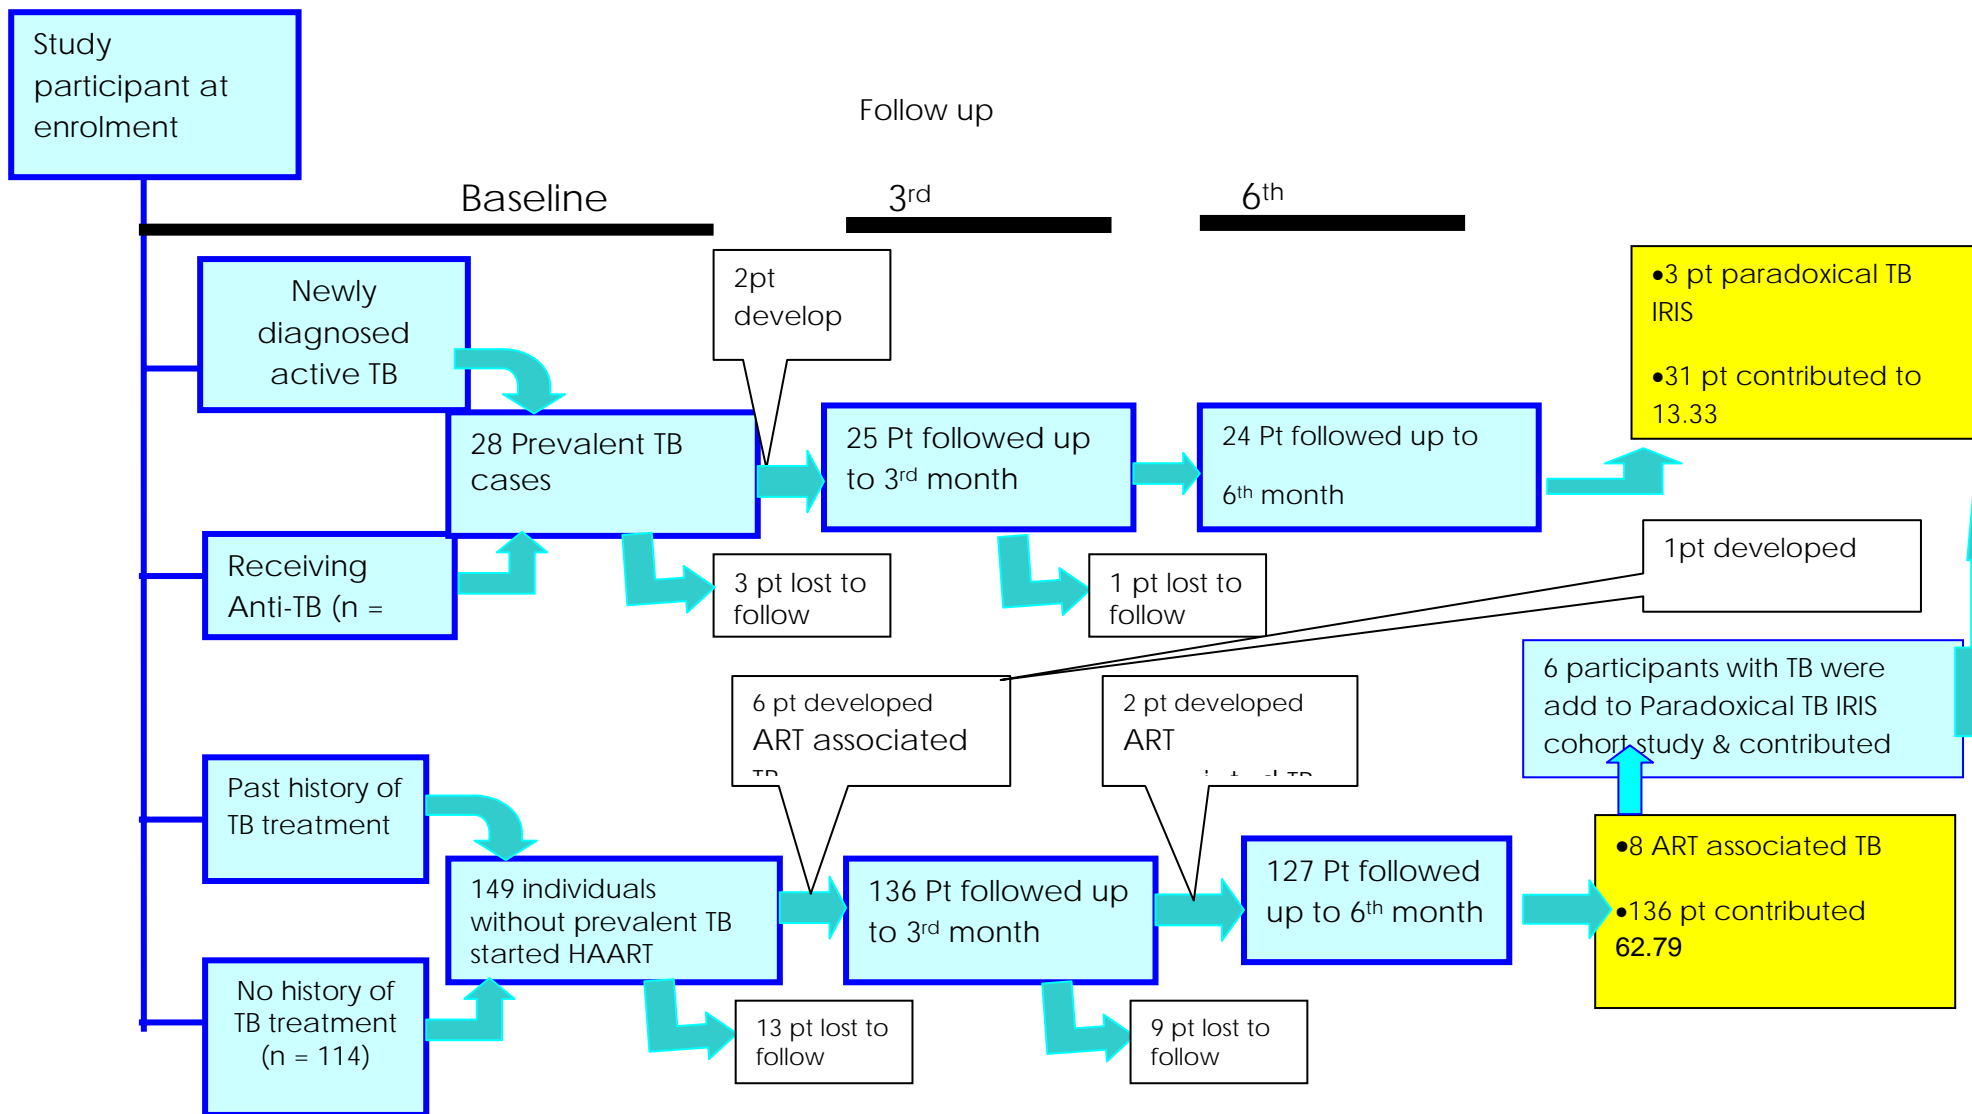 Study
participant at
enrolment
Follow up
Baseline
3rd
6th
Newly
diagnosed
active TB
2pt
develop
•3 pt paradoxical TB
IRIS
•31 pt contributed to
13.33
28 Prevalent TB
cases
25 Pt followed up
to 3rd month
24 Pt followed up to
6th month
Receiving
Anti-TB (n =
3 pt lost to
follow
1 pt lost to
follow
1pt developed
6 participants with TB were
add to Paradoxical TB IRIS
cohort study & contributed
6 pt developed
ART associated
2 pt developed
ART
TB
Past history of
TB treatment
149 individuals
without prevalent TB
started HAART
136 Pt followed up
to 3rd month
127 Pt followed
up to 6th month
•8 ART associated TB
•136 pt contributed
62.79
No history of
TB treatment
(n = 114)
13 pt lost to
follow
9 pt lost to
follow